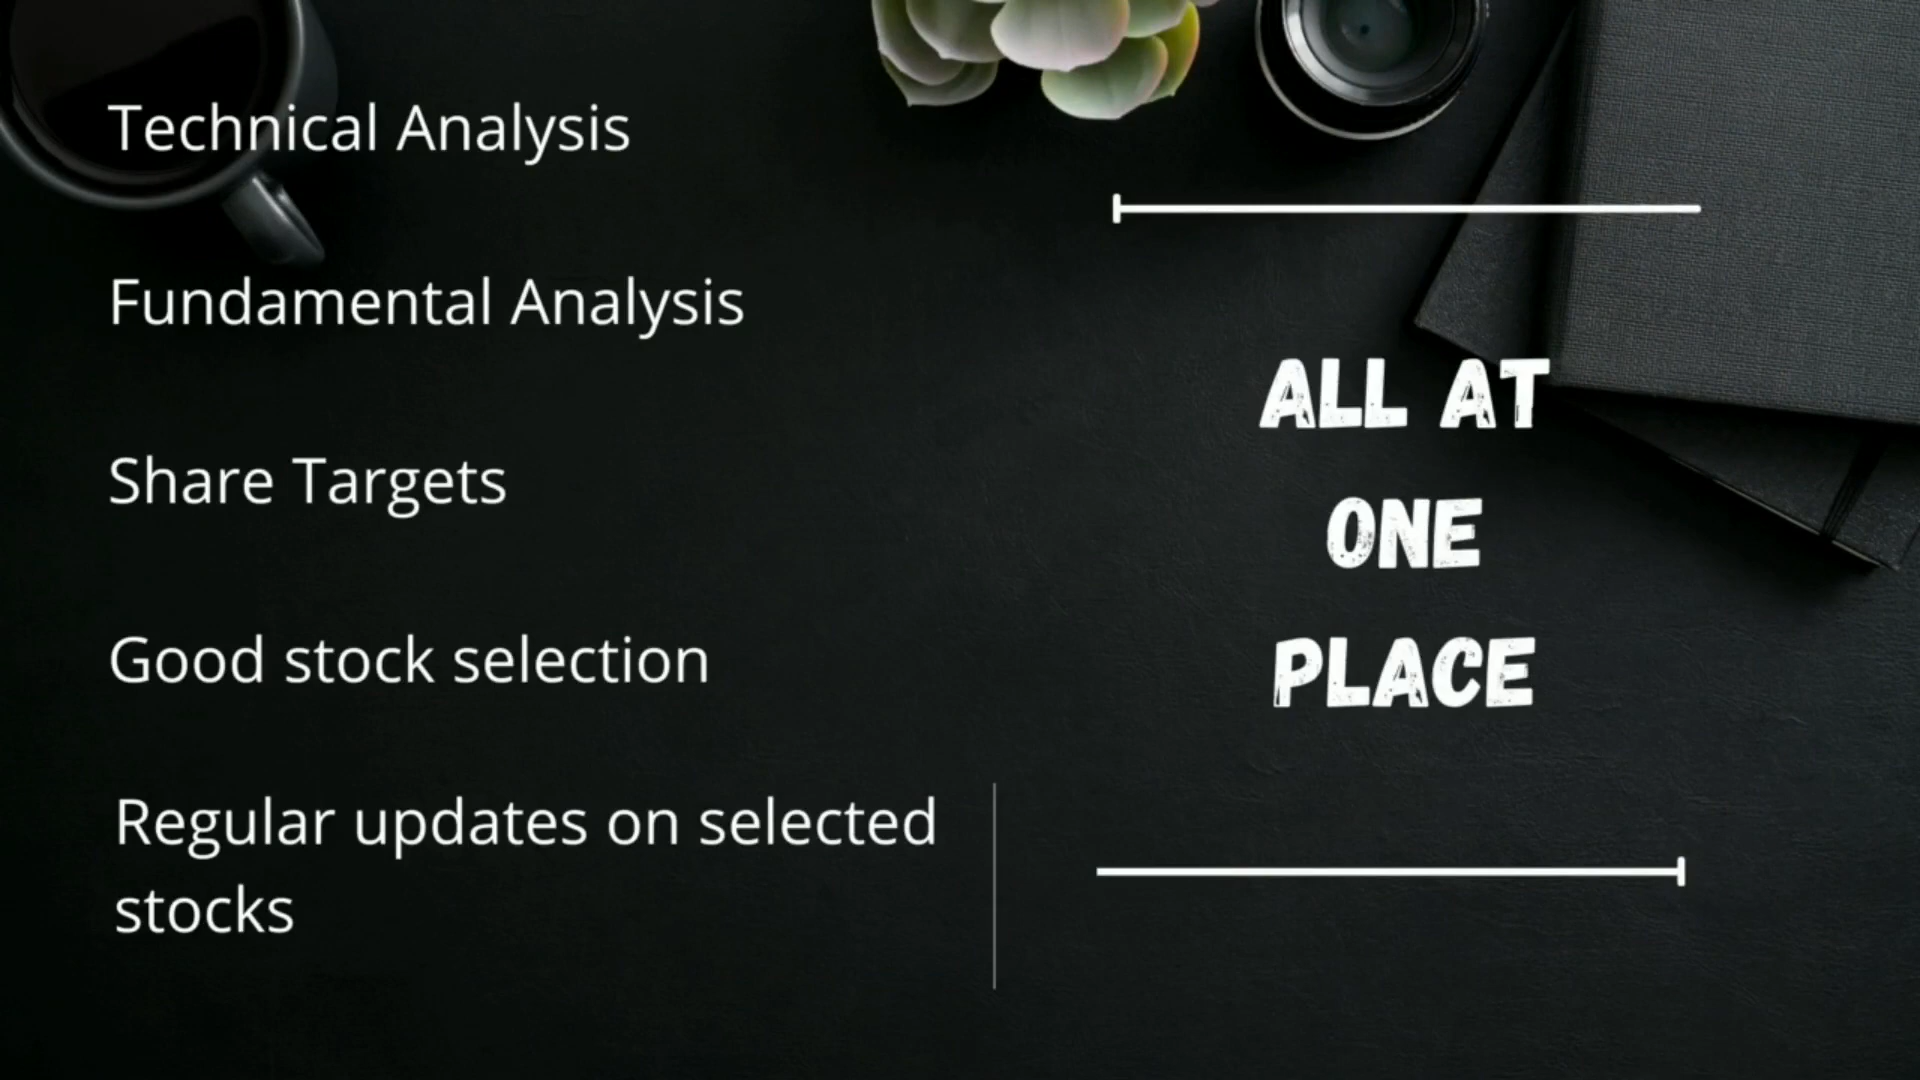 Technical Analysis
Fundamental Analysis
Share Targets
Good stock selection
Regular updates on selected
stocks
ALL AT
ONE
PLACE